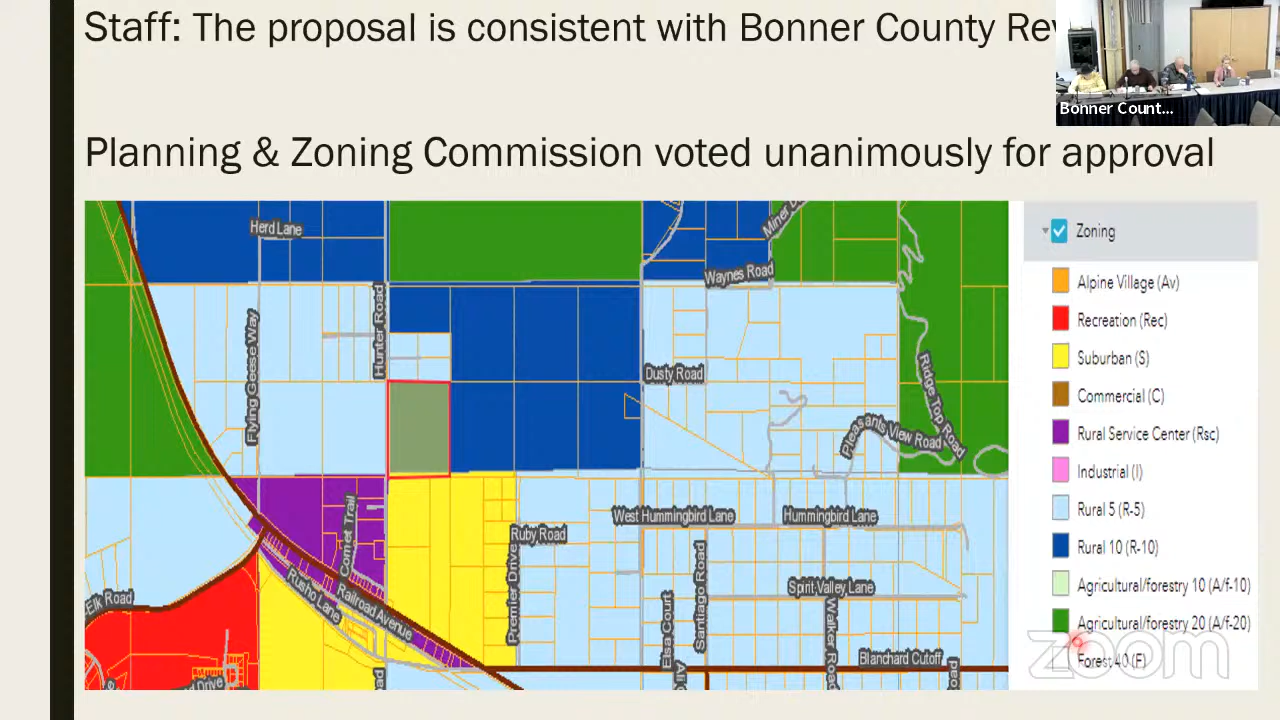 Staff: The proposal is consistent with Bonner County Rev
Bonner Count...
Planning & Zoning Commission voted unanimously for approval
Herd Lane
Waynes Road
Hunter Road
Flying Geese Way
Dusty Road
Ridge Top Road
Pleasants View Road
West Hummingbird Lane
Hummingbird Lane
Comet Trail
Ruby Road
Premier Drive
Santiago Road
Spirit Valley Lane
Elk Road
Rusho Lane
Railroad Avenue
Elsa Court
Walker Road
Blanchard Cutoff
Zoning
Alpine Village (Av)
Recreation (Rec)
Suburban (S)
Commercial (C)
Rural Service Center (Rsc)
Industrial (I)
Rural 5 (R-5)
Rural 10 (R-10)
Agricultural/forestry 10 (A/f-10)
Agricultural/forestry 20 (A/f-20)
Forest 40 (F)
zoom